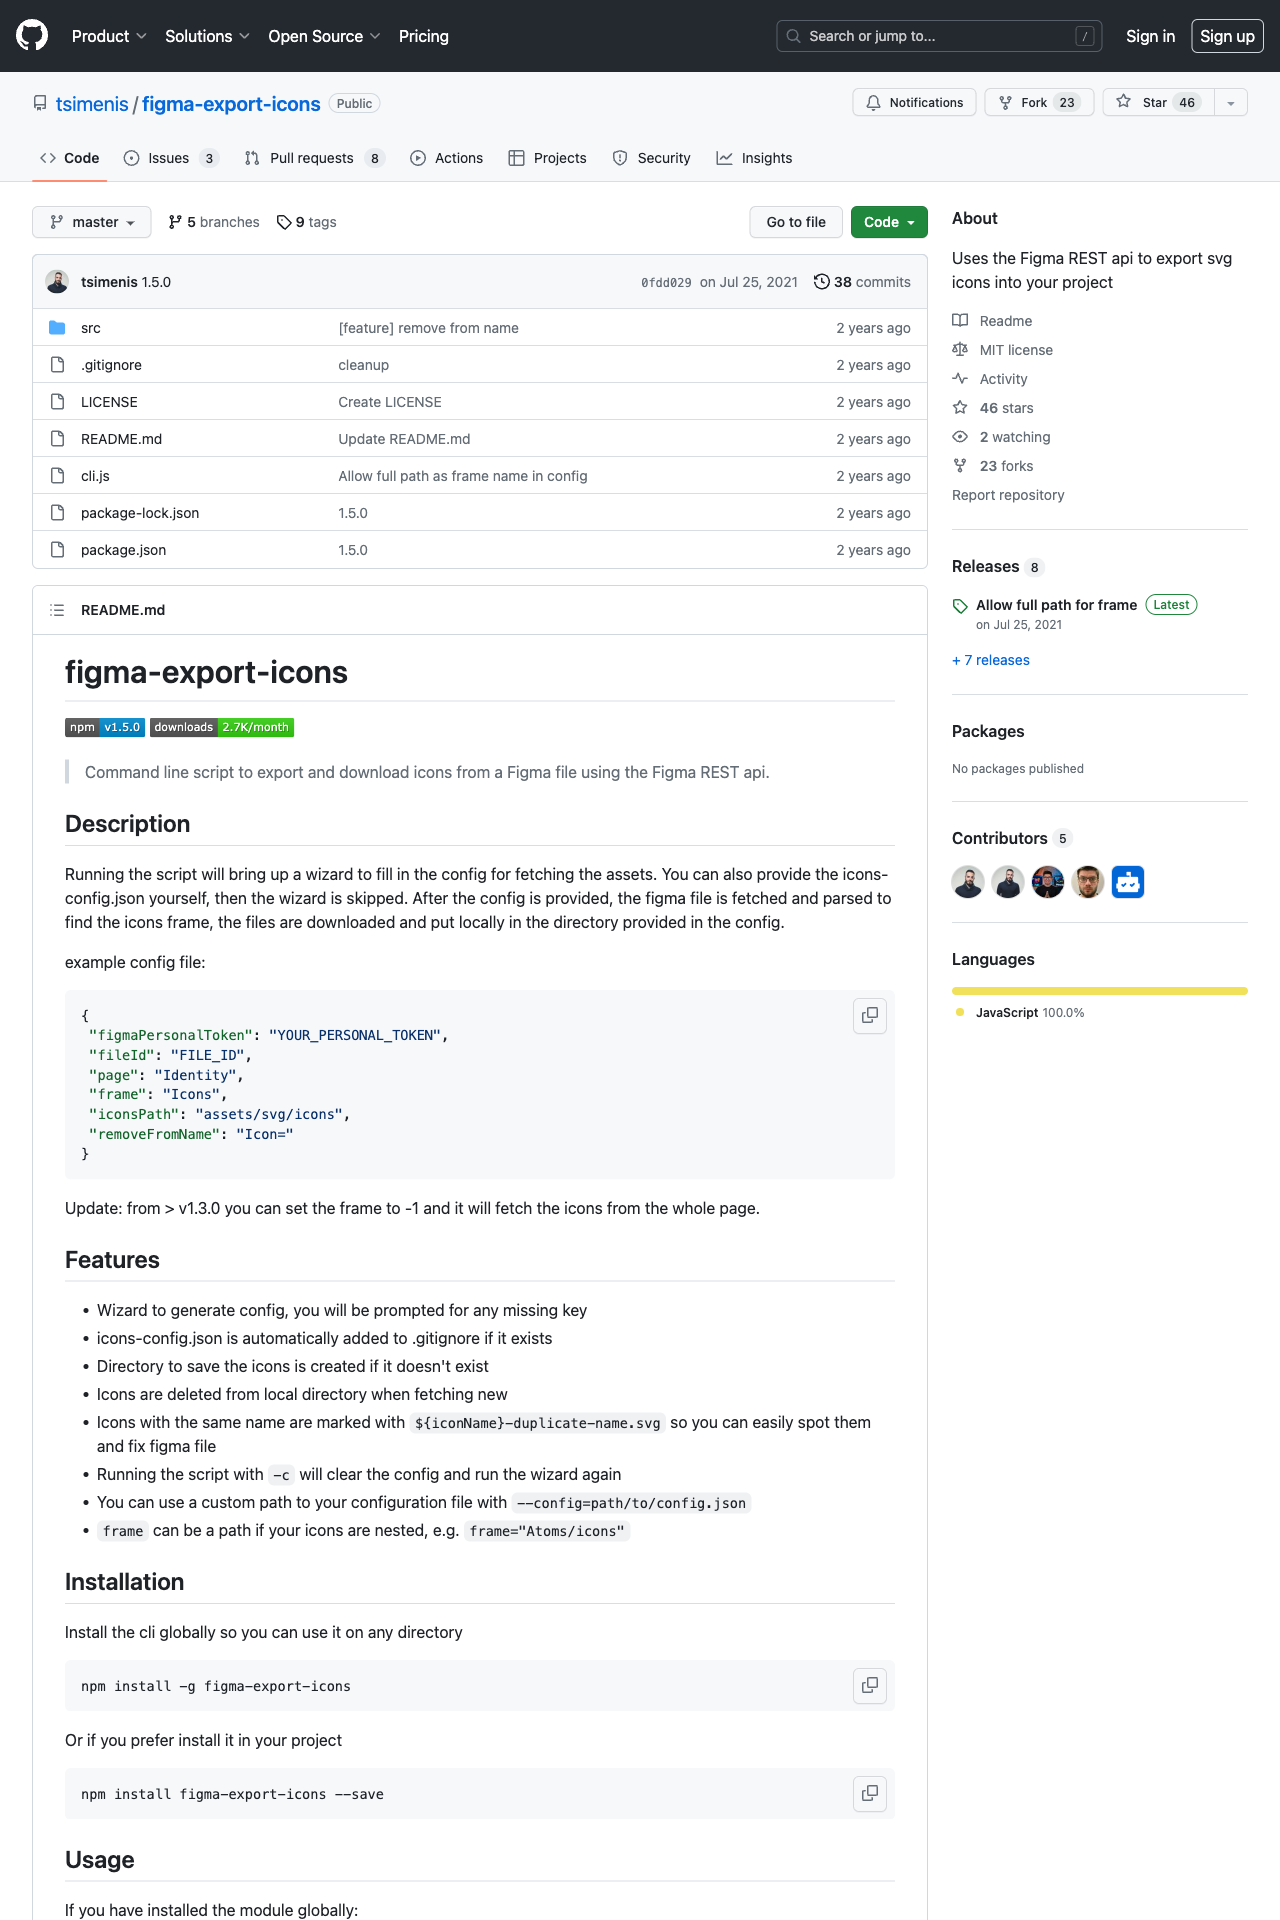 Product Solutions Open Source Pricing Search or jump to... / Sign in Sign up
tsimenis / figma-export-icons Public Notifications Fork 23 Star 46
Code Issues 3 Pull requests 8 Actions Projects Security Insights
master 5 branches 9 tags Go to file Code
tsimenis 1.5.0 0fdd029 on Jul 25, 2021 38 commits
src [feature] remove from name 2 years ago
.gitignore cleanup 2 years ago
LICENSE Create LICENSE 2 years ago
README.md Update README.md 2 years ago
cli.js Allow full path as frame name in config 2 years ago
package-lock.json 1.5.0 2 years ago
package.json 1.5.0 2 years ago
README.md
figma-export-icons
npm v1.5.0 downloads 2.7K/month
Command line script to export and download icons from a Figma file using the Figma REST api.
Description
Running the script will bring up a wizard to fill in the config for fetching the assets. You can also provide the icons-
config.json yourself, then the wizard is skipped. After the config is provided, the figma file is fetched and parsed to
find the icons frame, the files are downloaded and put locally in the directory provided in the config.
example config file:
{
"figmaPersonalToken": "YOUR_PERSONAL_TOKEN",
"fileId": "FILE_ID",
"page": "Identity",
"frame": "Icons",
"iconsPath": "assets/svg/icons",
"removeFromName": "Icon="
}
Update: from > v1.3.0 you can set the frame to -1 and it will fetch the icons from the whole page.
Features
• Wizard to generate config, you will be prompted for any missing key
• icons-config.json is automatically added to .gitignore if it exists
• Directory to save the icons is created if it doesn't exist
• Icons are deleted from local directory when fetching new
• Icons with the same name are marked with ${iconName}-duplicate-name.svg so you can easily spot them
and fix figma file
• Running the script with -c will clear the config and run the wizard again
• You can use a custom path to your configuration file with --config=path/to/config.json
• frame can be a path if your icons are nested, e.g. frame="Atoms/icons"
Installation
Install the cli globally so you can use it on any directory
npm install -g figma-export-icons
Or if you prefer install it in your project
npm install figma-export-icons --save
Usage
If you have installed the module globally:
About
Uses the Figma REST api to export svg
icons into your project
Readme
MIT license
Activity
46 stars
2 watching
23 forks
Report repository
Releases 8
Allow full path for frame Latest
on Jul 25, 2021
+ 7 releases
Packages
No packages published
Contributors 5
Languages
JavaScript 100.0%